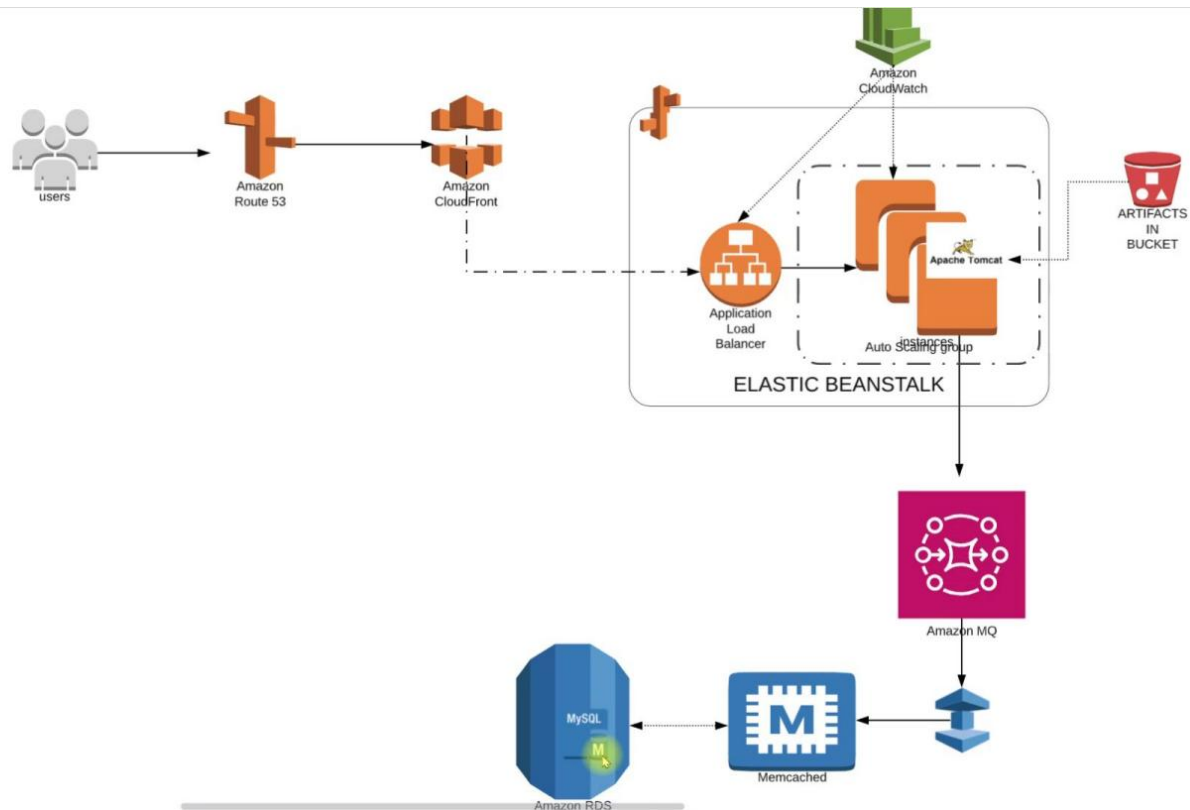 Amazon
CloudWatch
users
Amazon
Route 53
Amazon
CloudFront
ARTIFACTS
IN
BUCKET
Apache Tomcat
Application
Load
Balancer
instances
Auto Scaling group
ELASTIC BEANSTALK
Amazon MQ
MySQL
M
M
Memcached
Amazon RDS